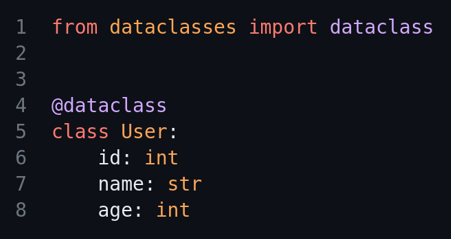 1 from dataclasses import dataclass
2
3
4 @dataclass
5 class User:
6     id: int
7     name: str
8     age: int